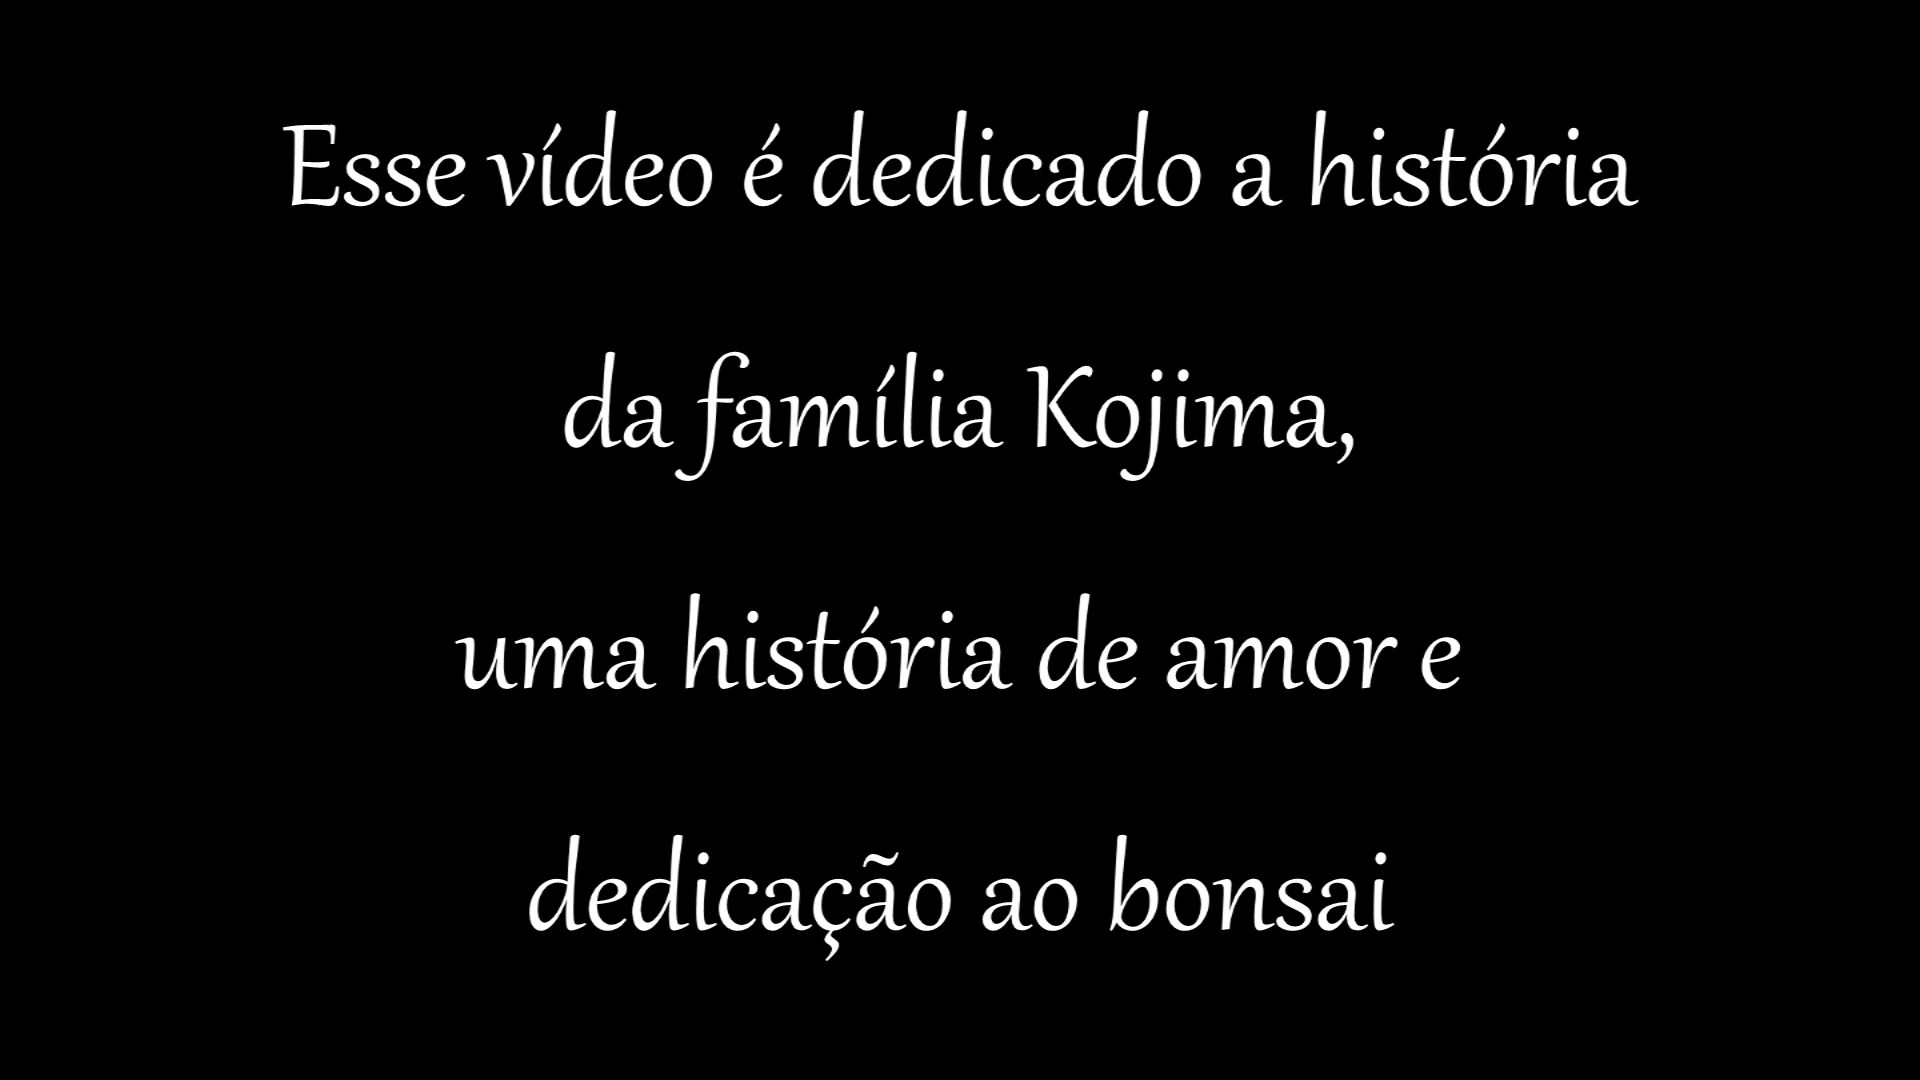 Esse vídeo é dedicado a história
da família Kojima,
uma história de amor e
dedicação ao bonsai